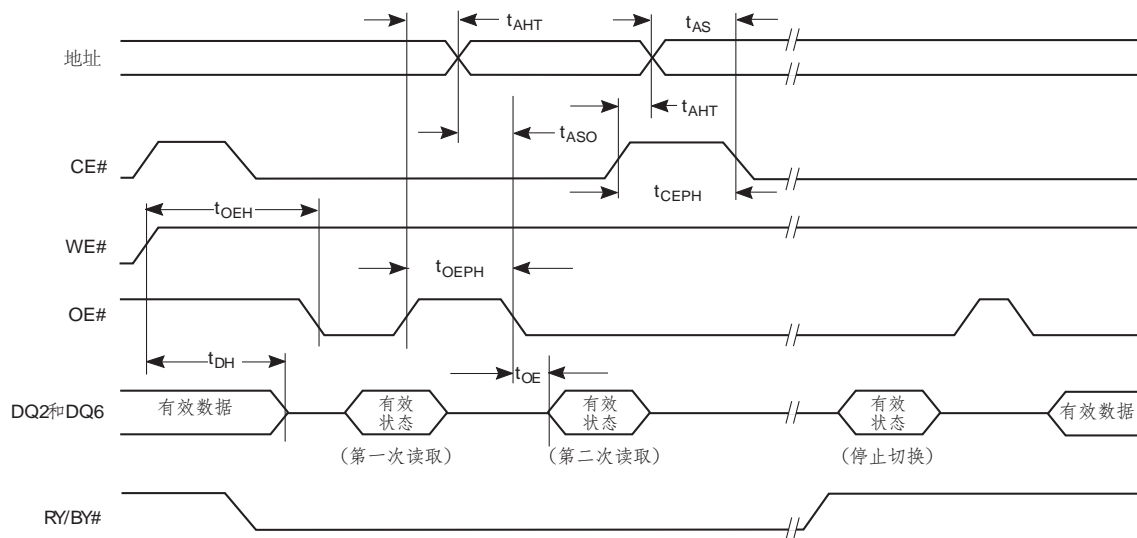 tAHT
tAS
地址
tAHT
tASO
CE#
tCEPH
tOEH
WE#
tOEPH
OE#
tDH
tOE
DQ2和DQ6
有效数据
有效
状态
有效
状态
有效
状态
有效数据
(第一次读取)
(第二次读取)
(停止切换)
RY/BY#